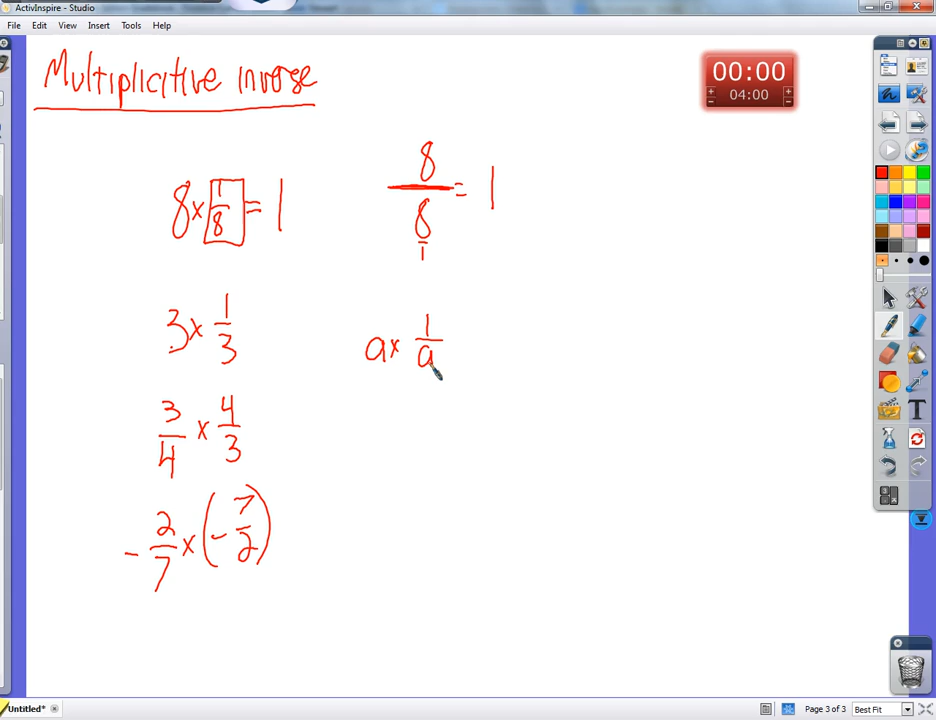 ActivInspire - Studio
File Edit View Insert Tools
Multiplicitive inverse
00:00
04:00
8 × 1/8 = 1
8/8 = 1
1
3 × 1/3
a × 1/a
3/4 × 4/3
- 2/7 × (- 7/2)
Untitled*
Page 3 of 3
Best Fit